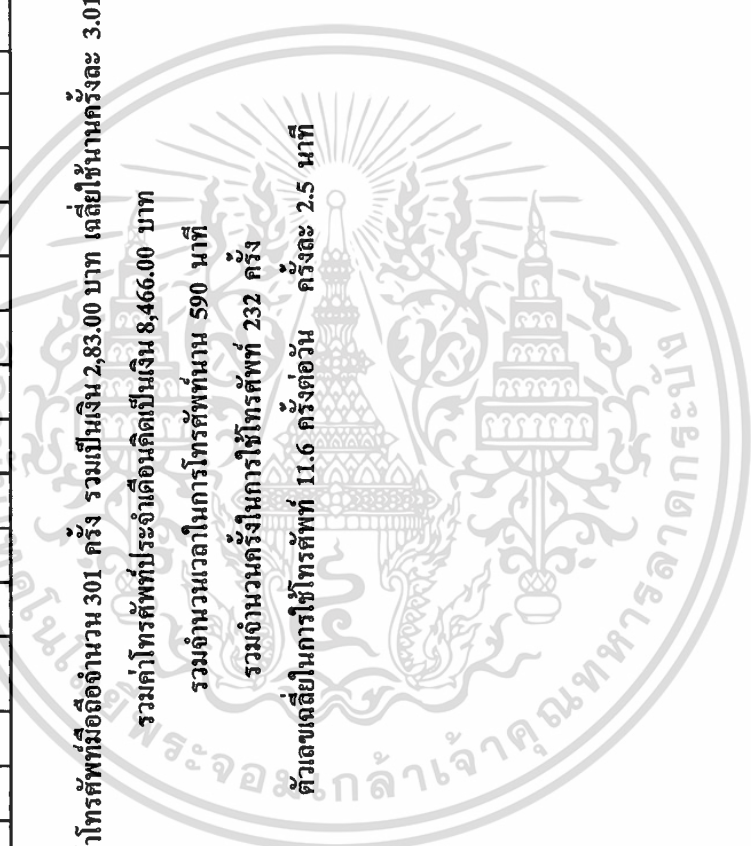 โทรศัพท์มือถือจำนวน 301 ครั้ง รวมเป็นเงิน 2,83.00 บาท เฉลี่ยใช้นานครั้งละ 3.01
รวมค่าโทรศัพท์ประจำเดือนคิดเป็นเงิน 8,466.00 บาท
รวมจำนวนเวลาในการโทรศัพท์นาน 590 นาที
รวมจำนวนครั้งในการใช้โทรศัพท์ 232 ครั้ง
ตัวเลขเฉลี่ยในการใช้โทรศัพท์ 11.6 ครั้งต่อวัน ครั้งละ 2.5 นาที
พระจอมเกล้าเจ้าคุณทหารลาดกระบัง